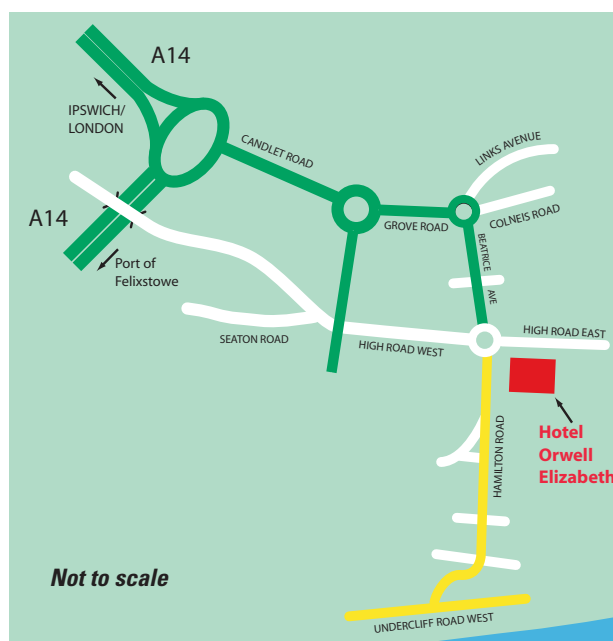 A14
IPSWICH/
LONDON
CANDLET ROAD
LINKS AVENUE
COLNEIS ROAD
A14
GROVE ROAD
BEATRICE
AVE
Port of
Felixstowe
SEATON ROAD
HIGH ROAD WEST
HIGH ROAD EAST
Hotel
Orwell
Elizabeth
HAMILTON ROAD
Not to scale
UNDERCLIFF ROAD WEST